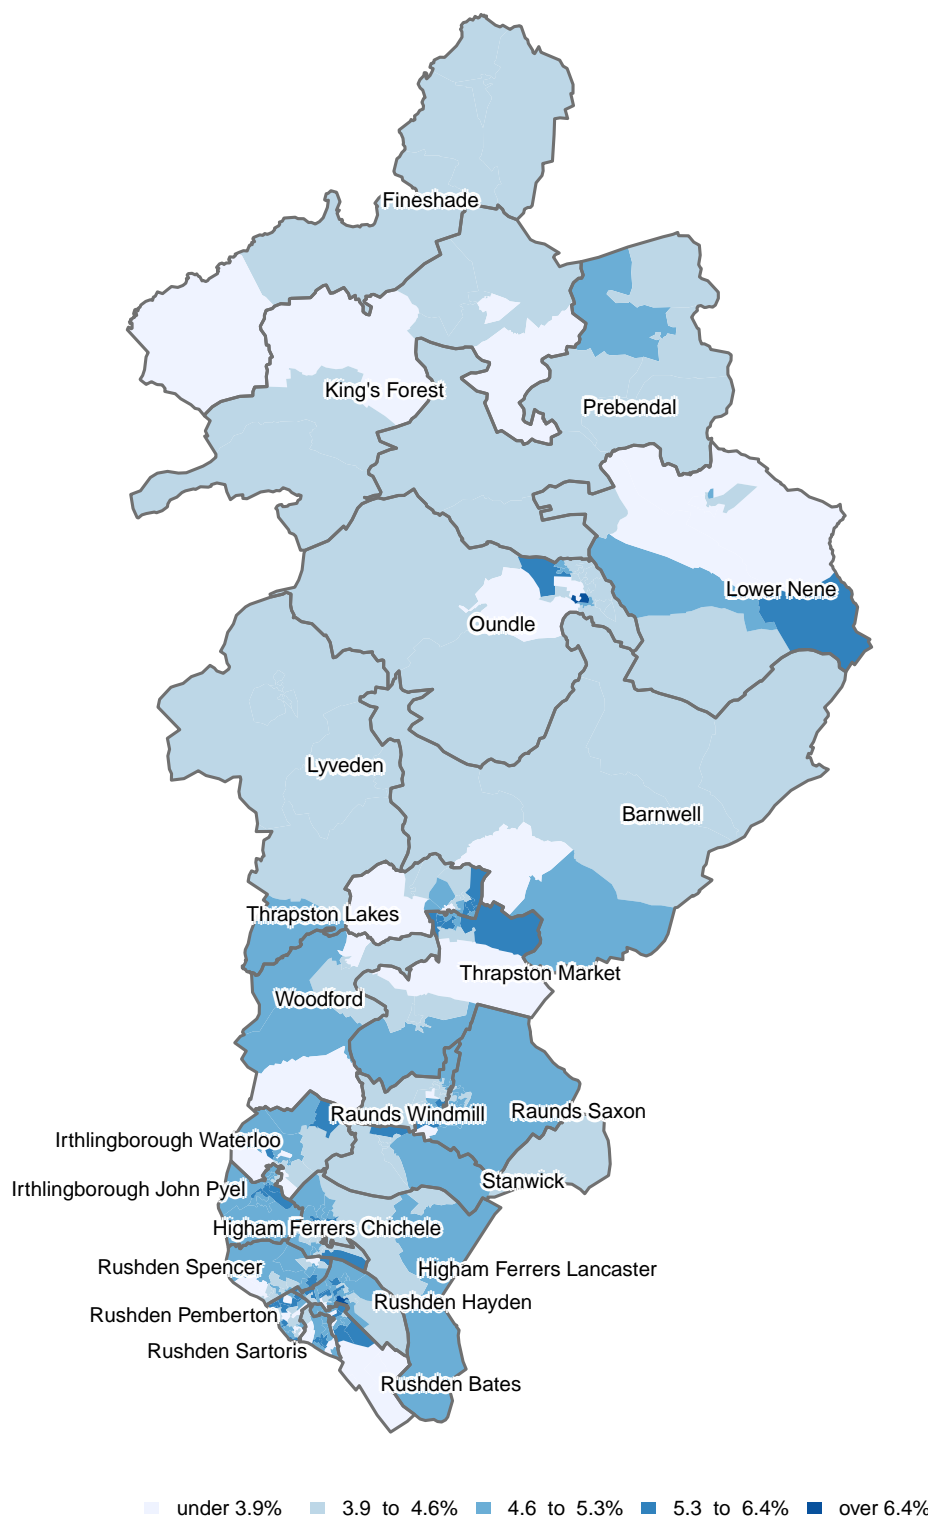 Fineshade
King's Forest
Prebendal
Lower Nene
Oundle
Lyveden
Barnwell
Thrapston Lakes
Thrapston Market
Woodford
Raunds Windmill
Raunds Saxon
Irthlingborough Waterloo
Stanwick
Irthlingborough John Pyel
Higham Ferrers Chichele
Rushden Spencer
Higham Ferrers Lancaster
Rushden Hayden
Rushden Pemberton
Rushden Sartoris
Rushden Bates
under 3.9% 3.9 to 4.6% 4.6 to 5.3% 5.3 to 6.4% over 6.4%